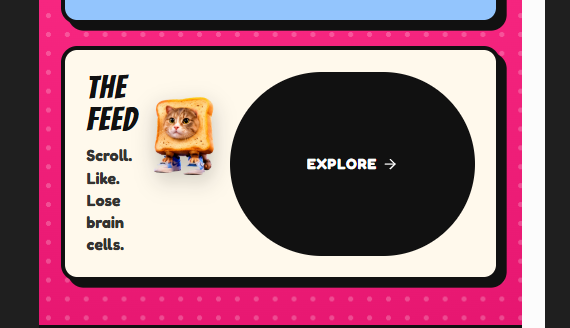 THE
FEED
Scroll.
Like.
Lose
brain
cells.
EXPLORE →